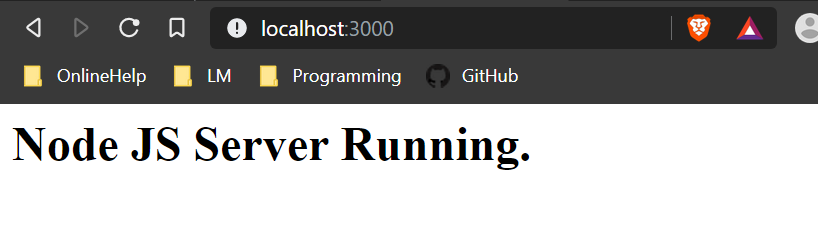 localhost:3000
OnlineHelp LM Programming GitHub
Node JS Server Running.